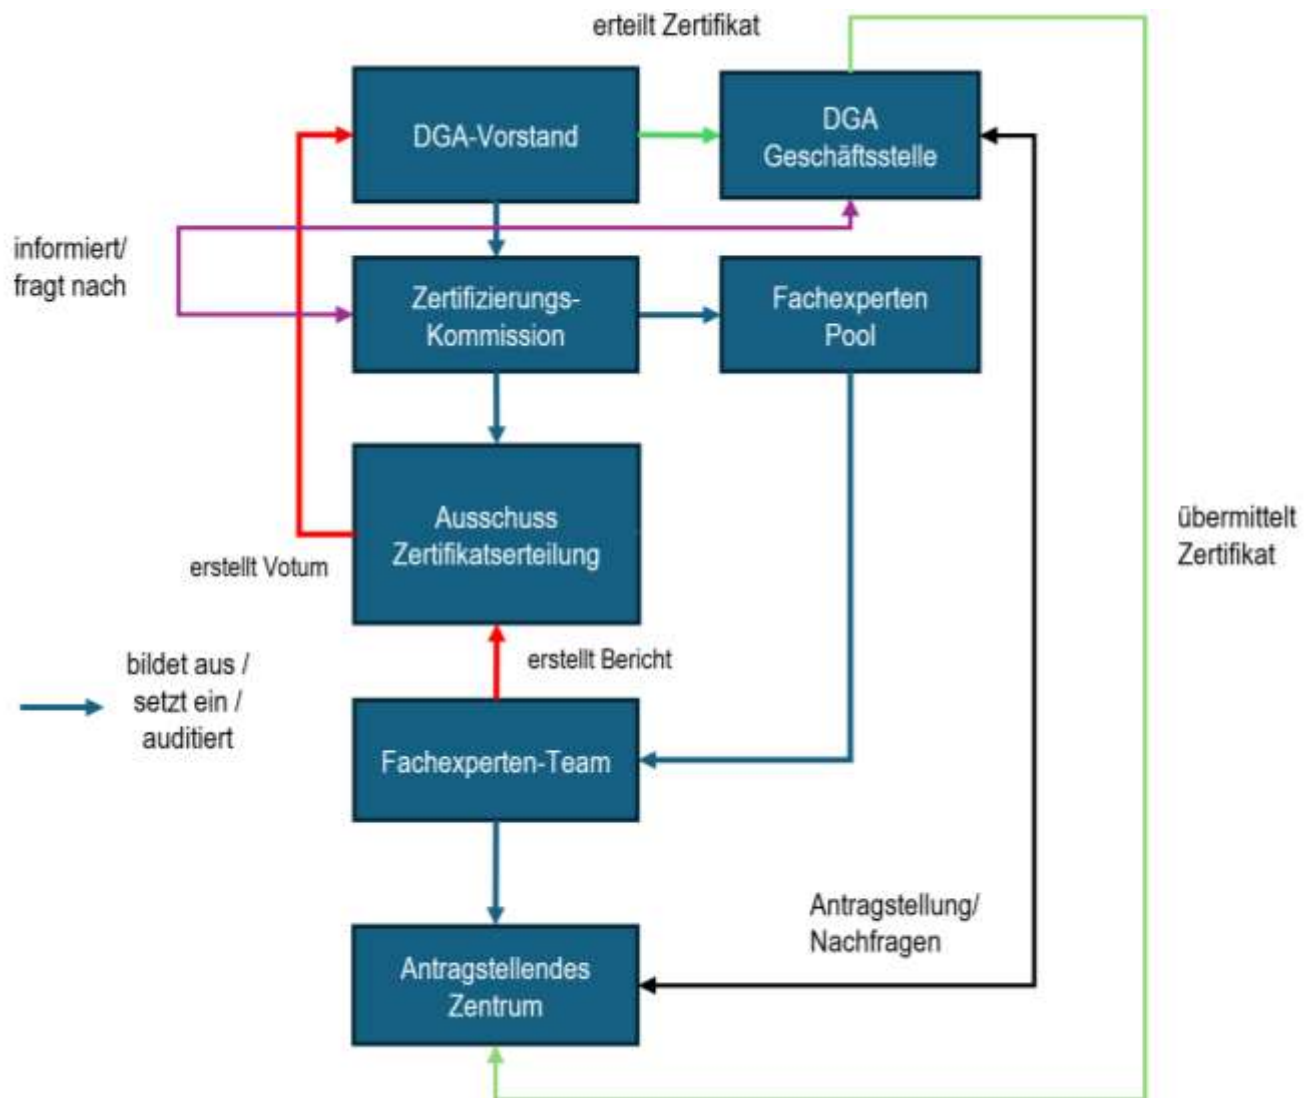 erteilt Zertifikat
DGA-Vorstand
DGA
Geschäftsstelle
informiert/
fragt nach
Zertifizierungs-
Kommission
Fachexperten
Pool
Ausschuss
Zertifikatserteilung
erstellt Votum
übermittelt
Zertifikat
erstellt Bericht
bildet aus /
setzt ein /
auditiert
Fachexperten-Team
Antragstellung/
Nachfragen
Antragstellendes
Zentrum